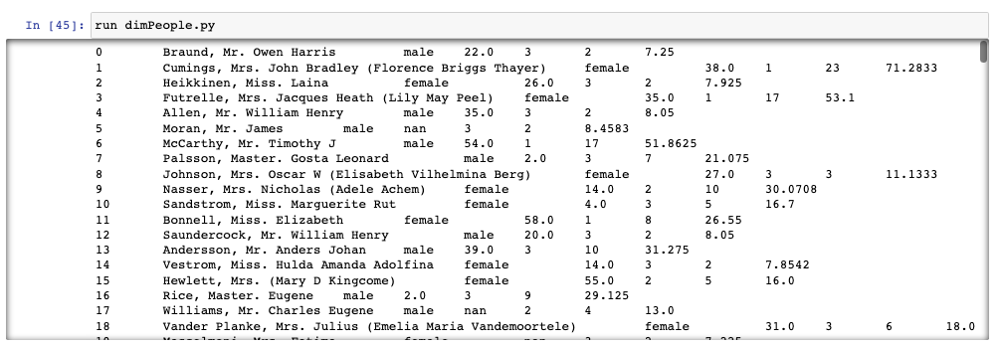 In [45]: run dimPeople.py
0 Braund, Mr. Owen Harris male 22.0 3 2 7.25
1 Cumings, Mrs. John Bradley (Florence Briggs Thayer) female 38.0 1 23 71.2833
2 Heikkinen, Miss. Laina female 26.0 3 2 7.925
3 Futrelle, Mrs. Jacques Heath (Lily May Peel) female 35.0 1 17 53.1
4 Allen, Mr. William Henry male 35.0 3 2 8.05
5 Moran, Mr. James male nan 3 2 8.4583
6 McCarthy, Mr. Timothy J male 54.0 1 17 51.8625
7 Palsson, Master. Gosta Leonard male 2.0 3 7 21.075
8 Johnson, Mrs. Oscar W (Elisabeth Vilhelmina Berg) female 27.0 3 3 11.1333
9 Nasser, Mrs. Nicholas (Adele Achem) female 14.0 2 10 30.0708
10 Sandstrom, Miss. Marguerite Rut female 4.0 3 5 16.7
11 Bonnell, Miss. Elizabeth female 58.0 1 8 26.55
12 Saundercock, Mr. William Henry male 20.0 3 2 8.05
13 Andersson, Mr. Anders Johan male 39.0 3 10 31.275
14 Vestrom, Miss. Hulda Amanda Adolfina female 14.0 3 2 7.8542
15 Hewlett, Mrs. (Mary D Kingcome) female 55.0 2 5 16.0
16 Rice, Master. Eugene male 2.0 3 9 29.125
17 Williams, Mr. Charles Eugene male nan 2 4 13.0
18 Vander Planke, Mrs. Julius (Emelia Maria Vandemoortele) female 31.0 3 6 18.0